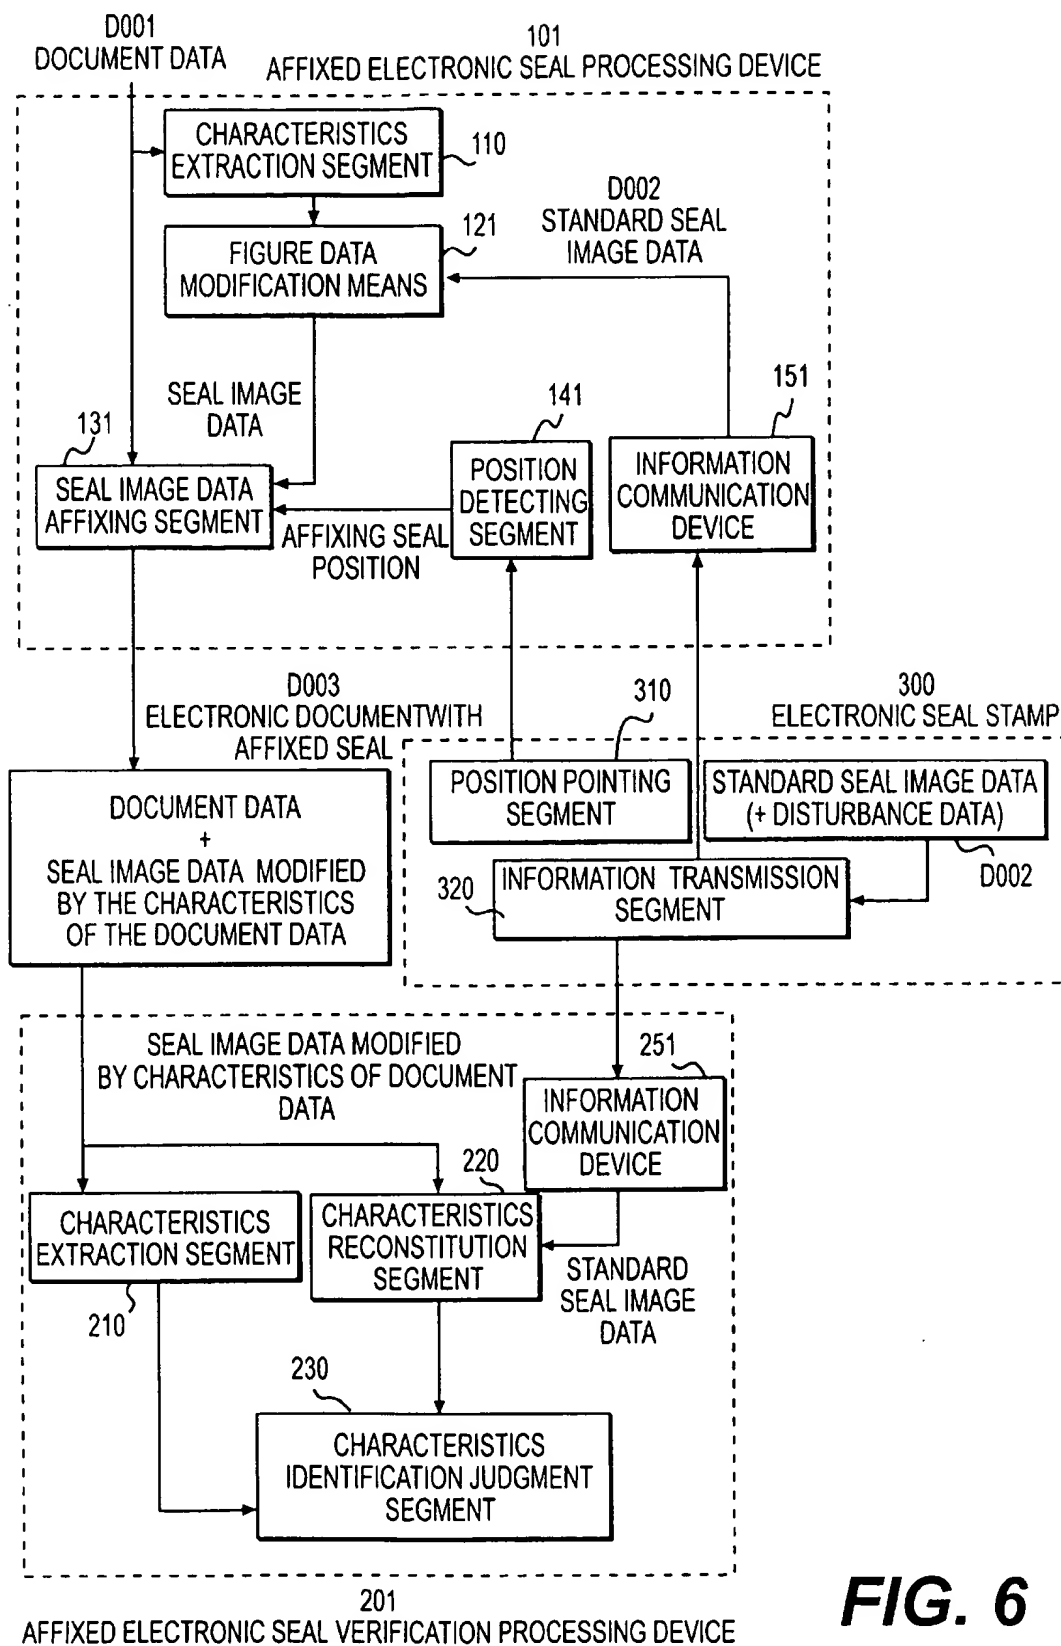 D001
DOCUMENT DATA
101
AFFIXED ELECTRONIC SEAL PROCESSING DEVICE
CHARACTERISTICS
EXTRACTION SEGMENT
110
D002
STANDARD SEAL
IMAGE DATA
121
FIGURE DATA
MODIFICATION MEANS
SEAL IMAGE
DATA
131
141
151
SEAL IMAGE DATA
AFFIXING SEGMENT
POSITION
DETECTING
SEGMENT
INFORMATION
COMMUNICATION
DEVICE
AFFIXING SEAL
POSITION
D003
ELECTRONIC DOCUMENTWITH
AFFIXED SEAL
310
300
ELECTRONIC SEAL STAMP
DOCUMENT DATA
+
SEAL IMAGE DATA MODIFIED
BY THE CHARACTERISTICS
OF THE DOCUMENT DATA
POSITION POINTING
SEGMENT
STANDARD SEAL IMAGE DATA
(+ DISTURBANCE DATA)
D002
320
INFORMATION TRANSMISSION
SEGMENT
SEAL IMAGE DATA MODIFIED
BY CHARACTERISTICS OF DOCUMENT
DATA
251
INFORMATION
COMMUNICATION
DEVICE
220
CHARACTERISTICS
EXTRACTION SEGMENT
210
CHARACTERISTICS
RECONSTITUTION
SEGMENT
STANDARD
SEAL IMAGE
DATA
230
CHARACTERISTICS
IDENTIFICATION JUDGMENT
SEGMENT
201
AFFIXED ELECTRONIC SEAL VERIFICATION PROCESSING DEVICE
FIG. 6